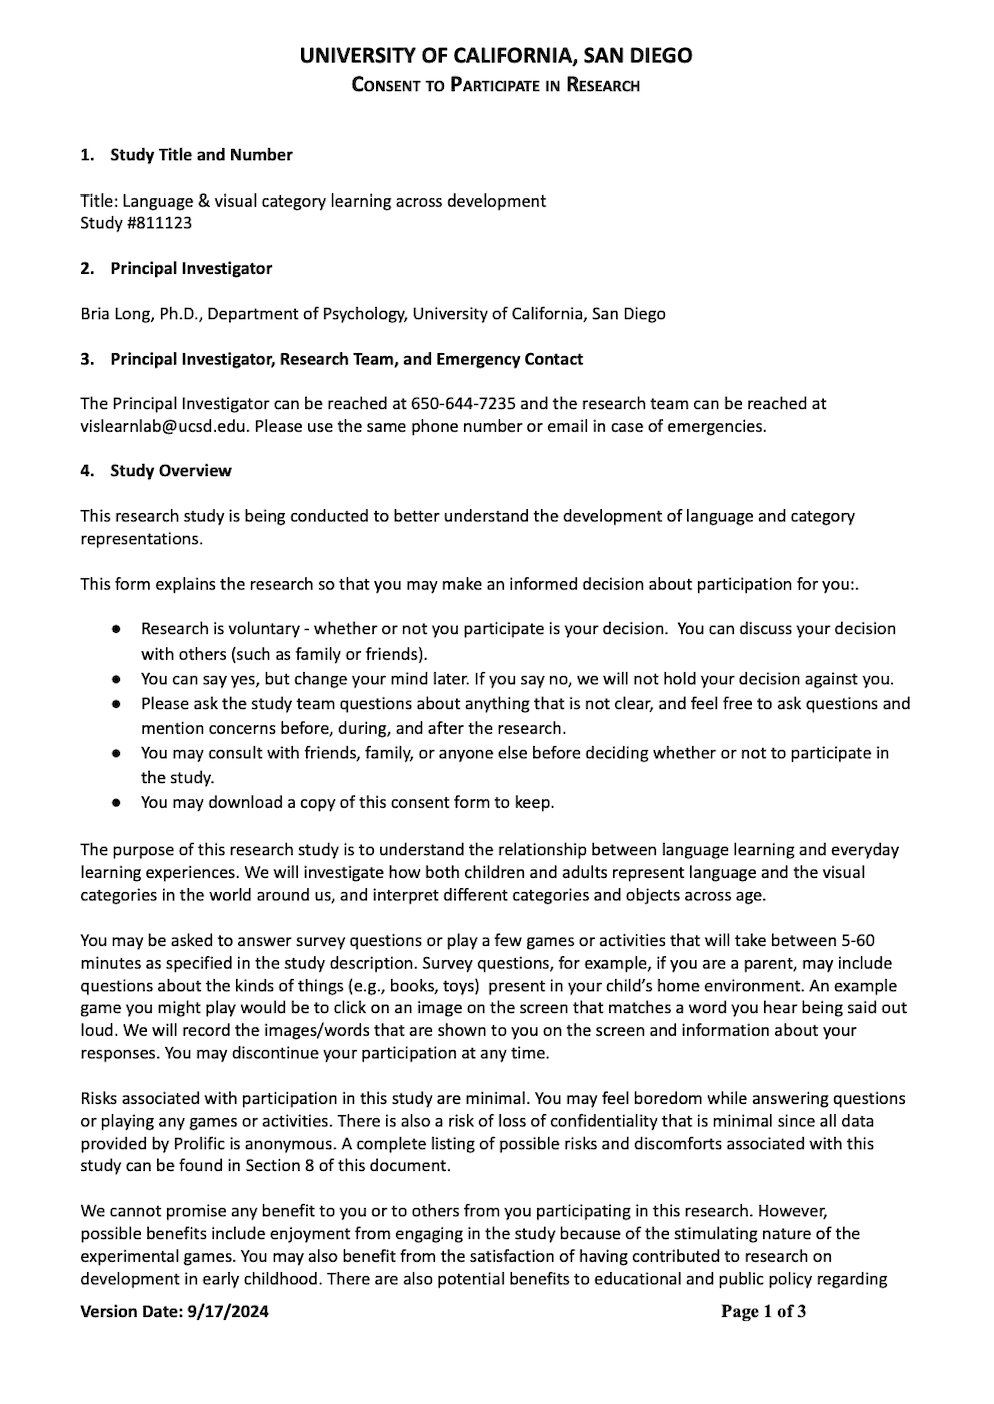 UNIVERSITY OF CALIFORNIA, SAN DIEGO
CONSENT TO PARTICIPATE IN RESEARCH
1. Study Title and Number
Title: Language & visual category learning across development
Study #811123
2. Principal Investigator
Bria Long, Ph.D., Department of Psychology, University of California, San Diego
3. Principal Investigator, Research Team, and Emergency Contact
The Principal Investigator can be reached at 650-644-7235 and the research team can be reached at
vislearnlab@ucsd.edu. Please use the same phone number or email in case of emergencies.
4. Study Overview
This research study is being conducted to better understand the development of language and category
representations.
This form explains the research so that you may make an informed decision about participation for you:.
● Research is voluntary - whether or not you participate is your decision.  You can discuss your decision
with others (such as family or friends).
● You can say yes, but change your mind later. If you say no, we will not hold your decision against you.
● Please ask the study team questions about anything that is not clear, and feel free to ask questions and
mention concerns before, during, and after the research.
● You may consult with friends, family, or anyone else before deciding whether or not to participate in
the study.
● You may download a copy of this consent form to keep.
The purpose of this research study is to understand the relationship between language learning and everyday
learning experiences. We will investigate how both children and adults represent language and the visual
categories in the world around us, and interpret different categories and objects across age.
You may be asked to answer survey questions or play a few games or activities that will take between 5-60
minutes as specified in the study description. Survey questions, for example, if you are a parent, may include
questions about the kinds of things (e.g., books, toys)  present in your child's home environment. An example
game you might play would be to click on an image on the screen that matches a word you hear being said out
loud. We will record the images/words that are shown to you on the screen and information about your
responses. You may discontinue your participation at any time.
Risks associated with participation in this study are minimal. You may feel boredom while answering questions
or playing any games or activities. There is also a risk of loss of confidentiality that is minimal since all data
provided by Prolific is anonymous. A complete listing of possible risks and discomforts associated with this
study can be found in Section 8 of this document.
We cannot promise any benefit to you or to others from you participating in this research. However,
possible benefits include enjoyment from engaging in the study because of the stimulating nature of the
experimental games. You may also benefit from the satisfaction of having contributed to research on
development in early childhood. There are also potential benefits to educational and public policy regarding
Version Date: 9/17/2024 Page 1 of 3